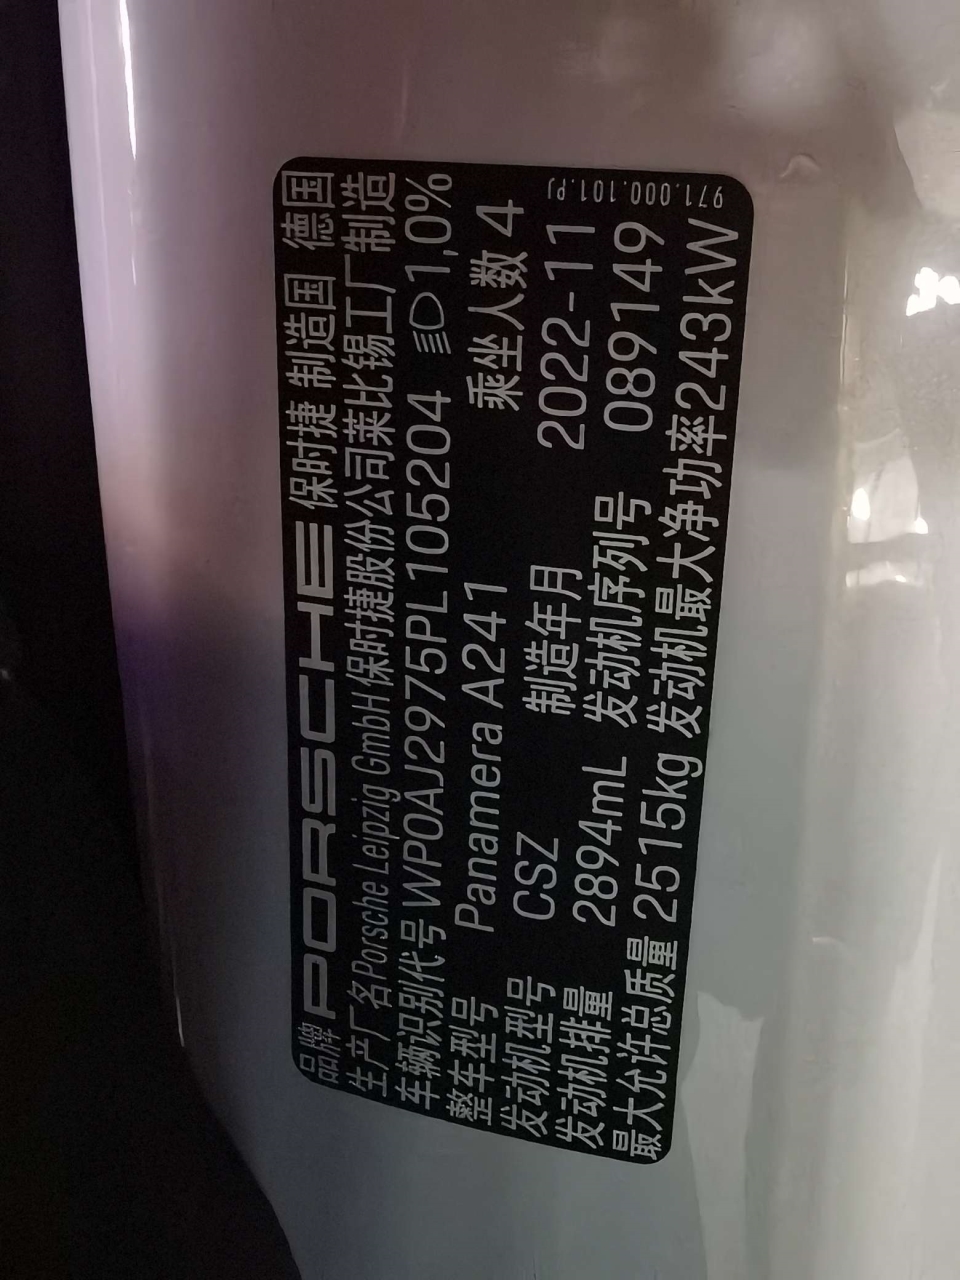 品牌 PORSCHE 保时捷 制造国 德国
生产厂名 Porsche Leipzig GmbH 保时捷股份公司莱比锡工厂制造
车辆识别代号 WP0AJ2975PL105204 1,0%
整车型号 Panamera A241 乘坐人数 4
发动机型号 CSZ 制造年月 2022-11
发动机排量 2894mL 发动机序列号 089149
最大允许总质量 2515kg 发动机最大净功率 243kW
971.000.101.PJ